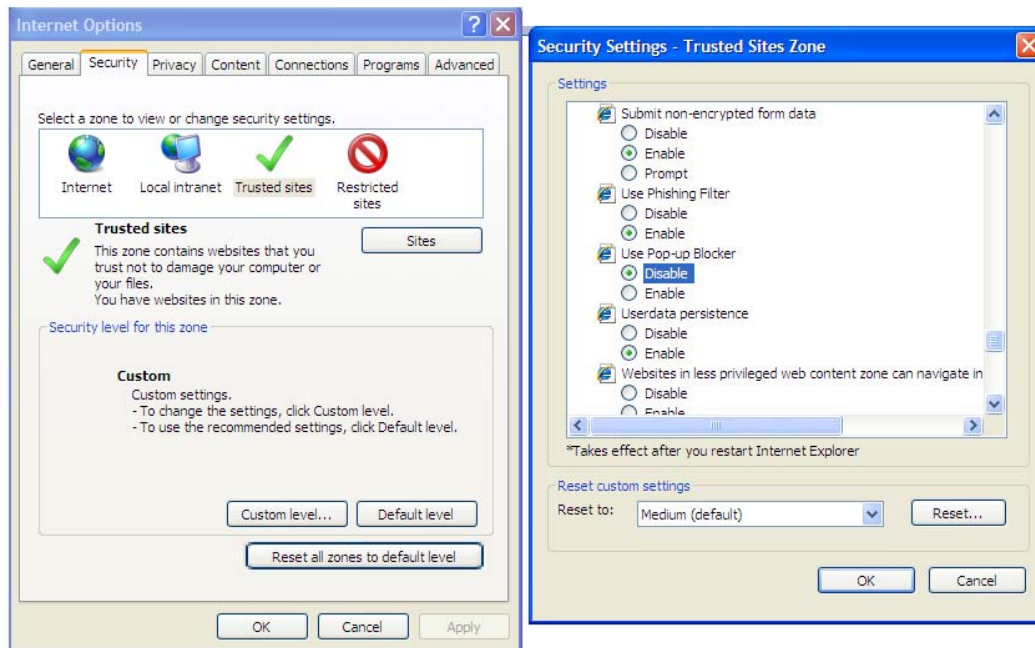 Internet Options
General Security Privacy Content Connections Programs Advanced
Select a zone to view or change security settings.
Internet Local intranet Trusted sites Restricted
sites
Trusted sites
Sites
This zone contains websites that you
trust not to damage your computer or
your files.
You have websites in this zone.
Security level for this zone
Custom
Custom settings.
- To change the settings, click Custom level.
- To use the recommended settings, click Default level.
Custom level... Default level
Reset all zones to default level
OK Cancel Apply
Security Settings - Trusted Sites Zone
Settings
Submit non-encrypted form data
Disable
Enable
Prompt
Use Phishing Filter
Disable
Enable
Use Pop-up Blocker
Disable
Enable
Userdata persistence
Disable
Enable
Websites in less privileged web content zone can navigate in
Disable
Enable
*Takes effect after you restart Internet Explorer
Reset custom settings
Reset to: Medium (default) Reset...
OK Cancel